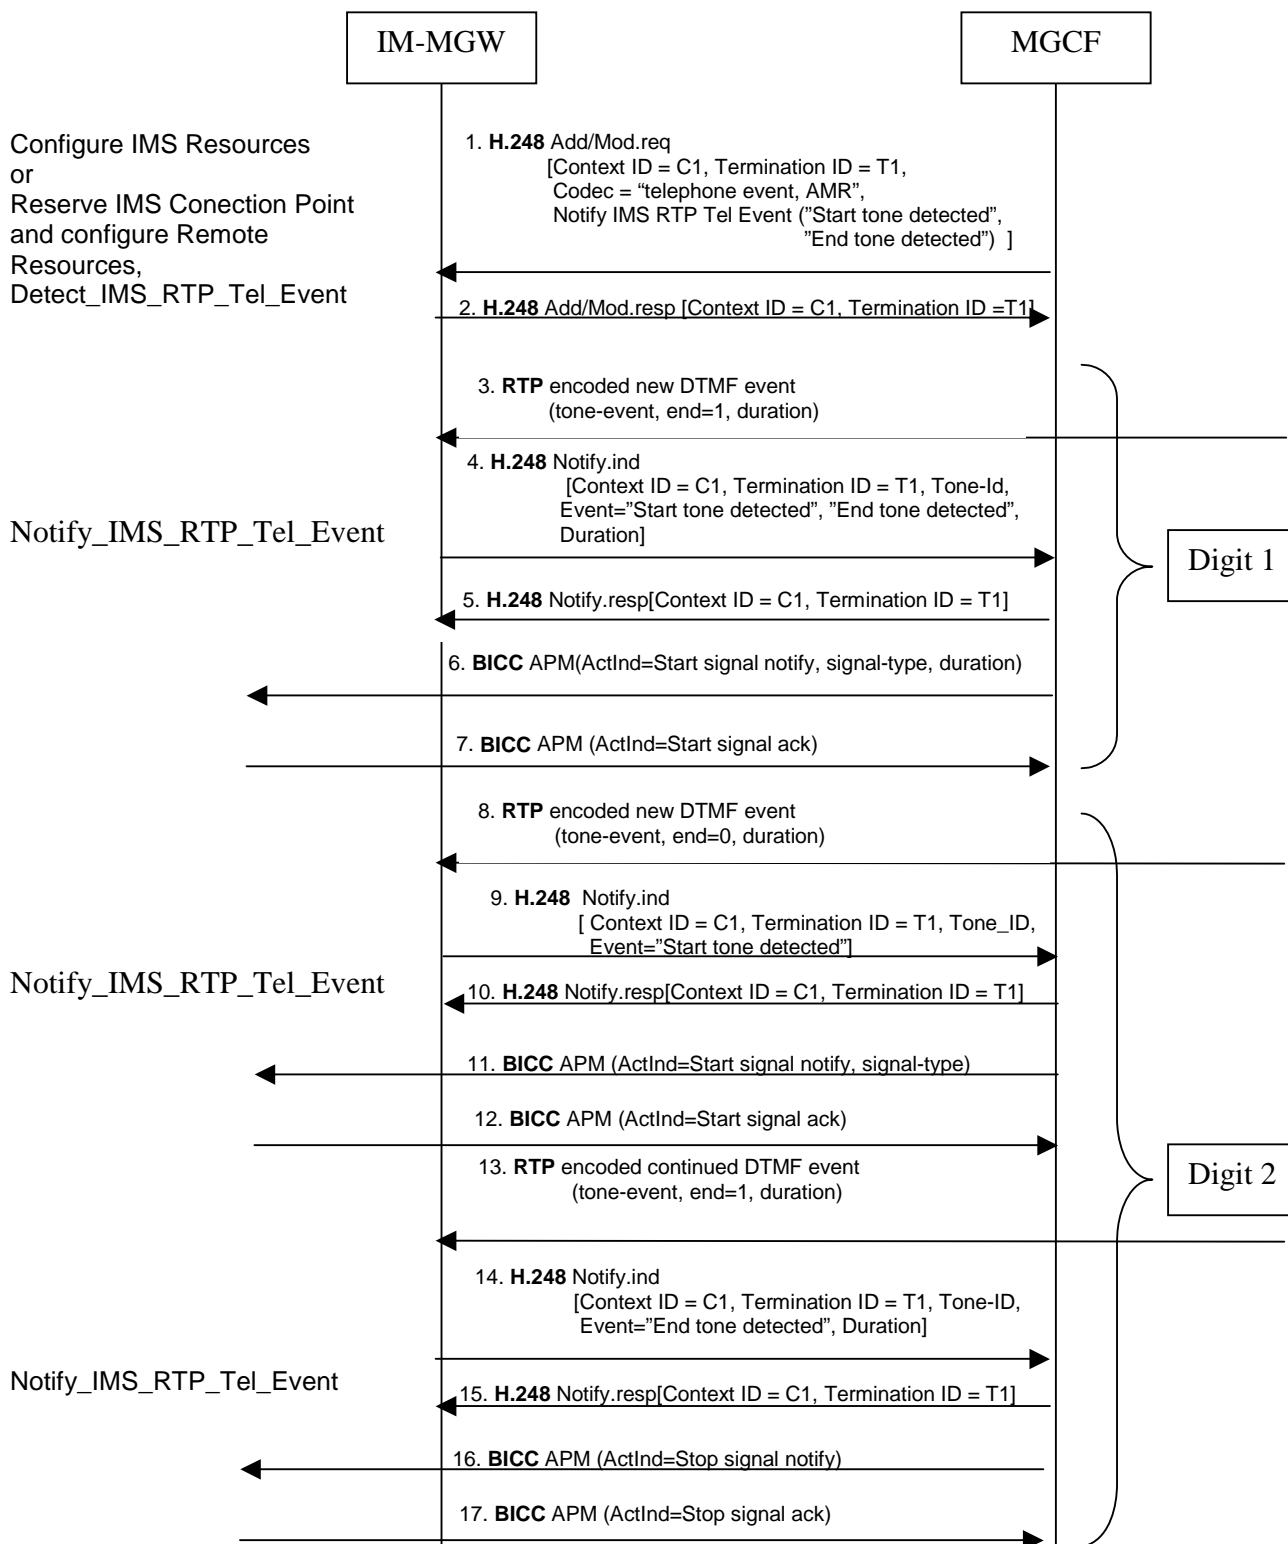 IM-MGW
MGCF
Configure IMS Resources
or
Reserve IMS Conection Point
and configure Remote
Resources,
Detect_IMS_RTP_Tel_Event
1. H.248 Add/Mod.req
[Context ID = C1, Termination ID = T1,
Codec = “telephone event, AMR”,
Notify IMS RTP Tel Event (”Start tone detected”,
”End tone detected”) ]
2. H.248 Add/Mod.resp [Context ID = C1, Termination ID =T1]
3. RTP encoded new DTMF event
(tone-event, end=1, duration)
4. H.248 Notify.ind
[Context ID = C1, Termination ID = T1, Tone-Id,
Event=”Start tone detected”, ”End tone detected”,
Duration]
Notify_IMS_RTP_Tel_Event
Digit 1
5. H.248 Notify.resp[Context ID = C1, Termination ID = T1]
6. BICC APM(ActInd=Start signal notify, signal-type, duration)
7. BICC APM (ActInd=Start signal ack)
8. RTP encoded new DTMF event
(tone-event, end=0, duration)
9. H.248 Notify.ind
[ Context ID = C1, Termination ID = T1, Tone_ID,
Event=”Start tone detected”]
Notify_IMS_RTP_Tel_Event
10. H.248 Notify.resp[Context ID = C1, Termination ID = T1]
11. BICC APM (ActInd=Start signal notify, signal-type)
12. BICC APM (ActInd=Start signal ack)
13. RTP encoded continued DTMF event
(tone-event, end=1, duration)
Digit 2
14. H.248 Notify.ind
[Context ID = C1, Termination ID = T1, Tone-ID,
Event=”End tone detected”, Duration]
Notify_IMS_RTP_Tel_Event
15. H.248 Notify.resp[Context ID = C1, Termination ID = T1]
16. BICC APM (ActInd=Stop signal notify)
17. BICC APM (ActInd=Stop signal ack)